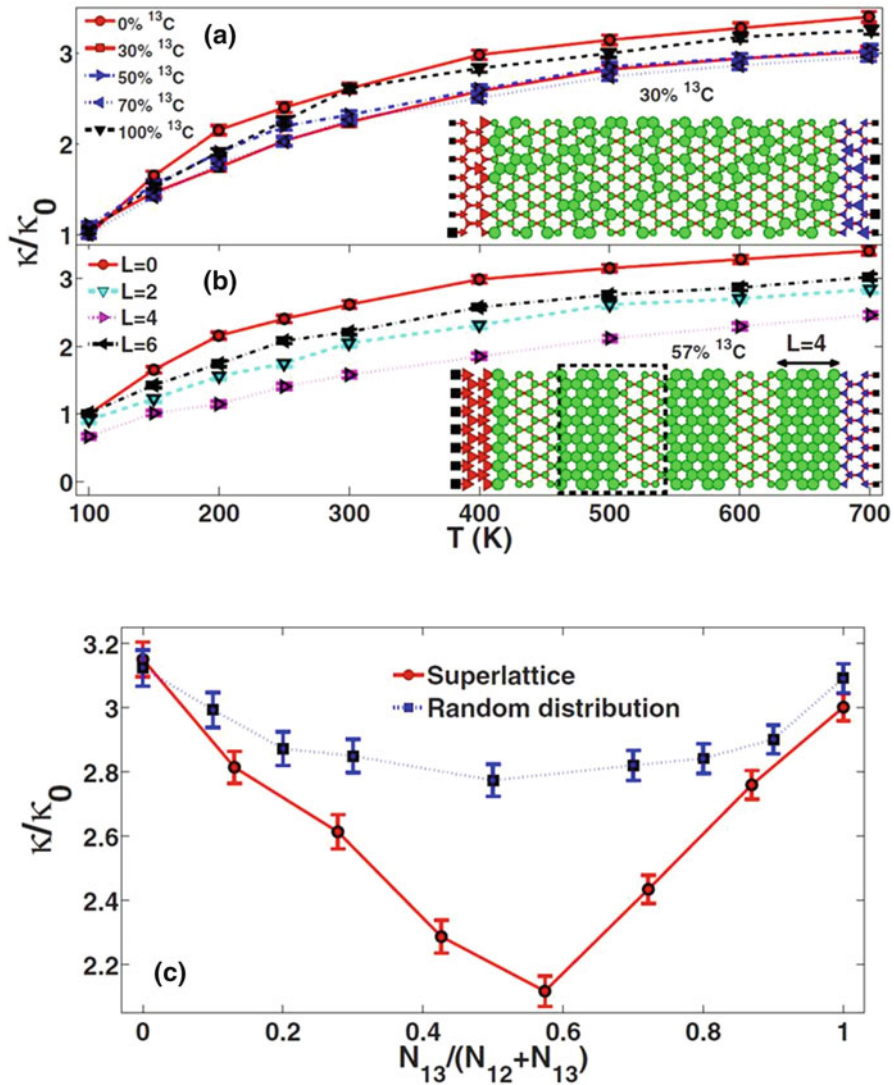 0% ¹³C
30% ¹³C
50% ¹³C
70% ¹³C
100% ¹³C
(a)
30% ¹³C
3
2
1
κ/κ₀
L=0
L=2
L=4
L=6
(b)
57% ¹³C
L=4
3
2
1
0
100 200 300 400 500 600 700
T (K)
3.2
3
2.8
2.6
2.4
2.2
κ/κ₀
Superlattice
Random distribution
(c)
0 0.2 0.4 0.6 0.8 1
N₁₃/(N₁₂+N₁₃)